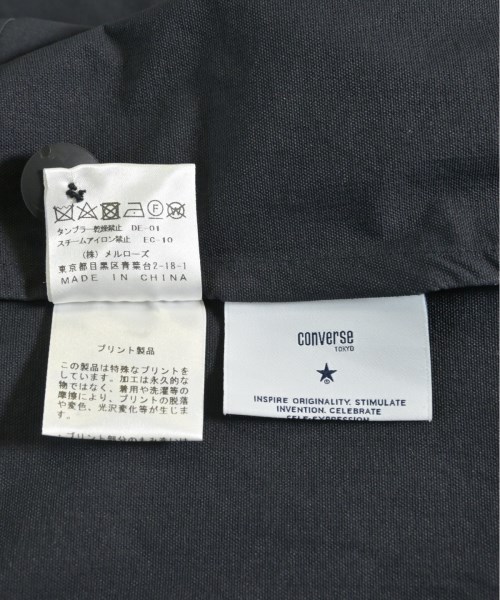 タンブラー乾燥禁止 DE-01
スチームアイロン禁止 EC-10
(株) メルローズ
東京都目黒区青葉台2-18-1
MADE IN CHINA
プリント製品
この製品は特殊なプリントを
しています。加工は永久的な
物ではなく、着用や洗濯等の
摩擦により、プリントの脱落
や変色、光沢変化等が生じま
す。
converse
TOKYO
INSPIRE ORIGINALITY. STIMULATE
INVENTION. CELEBRATE
SELF-EXPRESSION